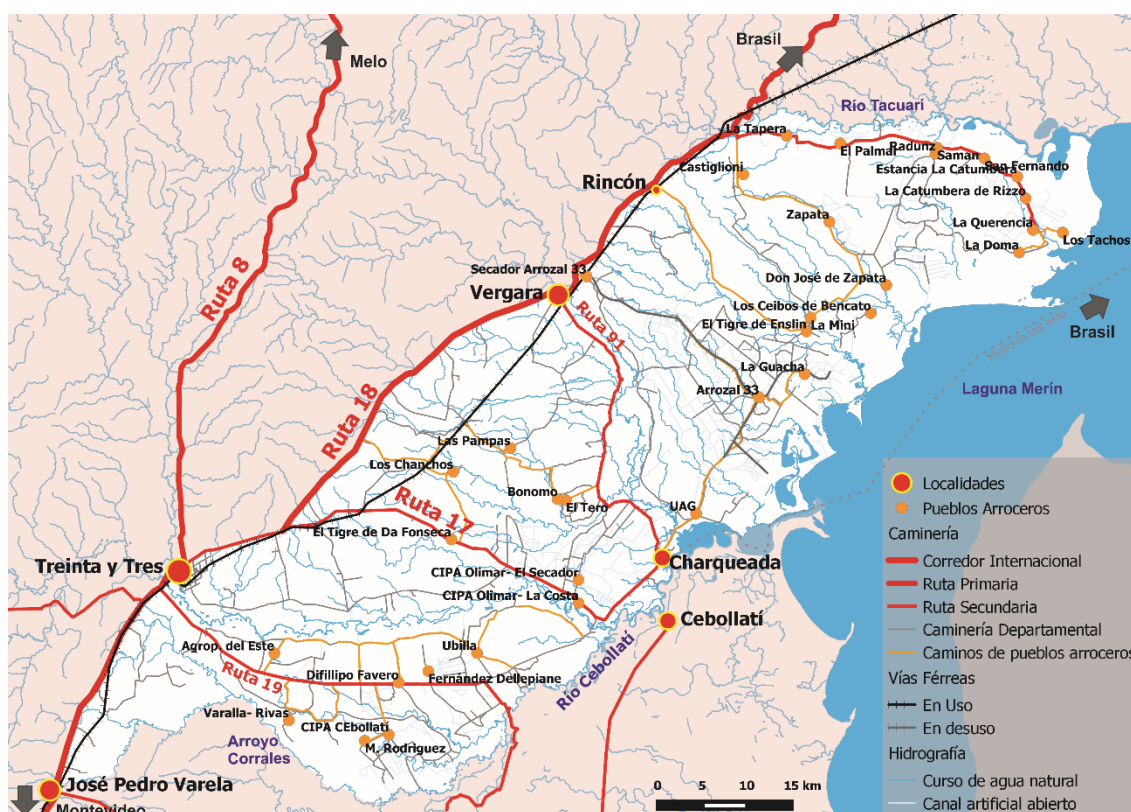 Melo
Brasil
Río Tacuarí
La Tapera
El Palmal
Radunz
Saman
San Fernando
Estancia La Catumbera
Castiglioni
Rincón
La Catumbera de Rizzo
Zapata
La Querencia
La Doma
Los Tachos
Ruta 8
Secador Arrozal 33
Vergara
Don José de Zapata
Los Ceibos de Bencato
El Tigre de Enslin
La Mini
Brasil
Ruta 91
La Guacha
Laguna Merín
Arrozal 33
Ruta 18
Las Pampas
Los Chanchos
Bonomo
El Tero
UAG
Ruta 17
El Tigre de Da Fonseca
Treinta y Tres
Charqueada
CIPA Olimar- El Secador
CIPA Olimar- La Costa
Cebollatí
Agrop. del Este
Ubilla
Río Cebollatí
Ruta 19
Difillipo Favero
Fernández Dellepiane
Varalla- Rivas
CIPA CEbollatí
M. Rodriguez
Arroyo
Corrales
José Pedro Varela
Montevideo
0 5 10 15 km
Localidades
Pueblos Arroceros
Caminería
Corredor Internacional
Ruta Primaria
Ruta Secundaria
Caminería Departamental
Caminos de pueblos arroceros
Vías Férreas
En Uso
En desuso
Hidrografía
Curso de agua natural
Canal artificial abierto